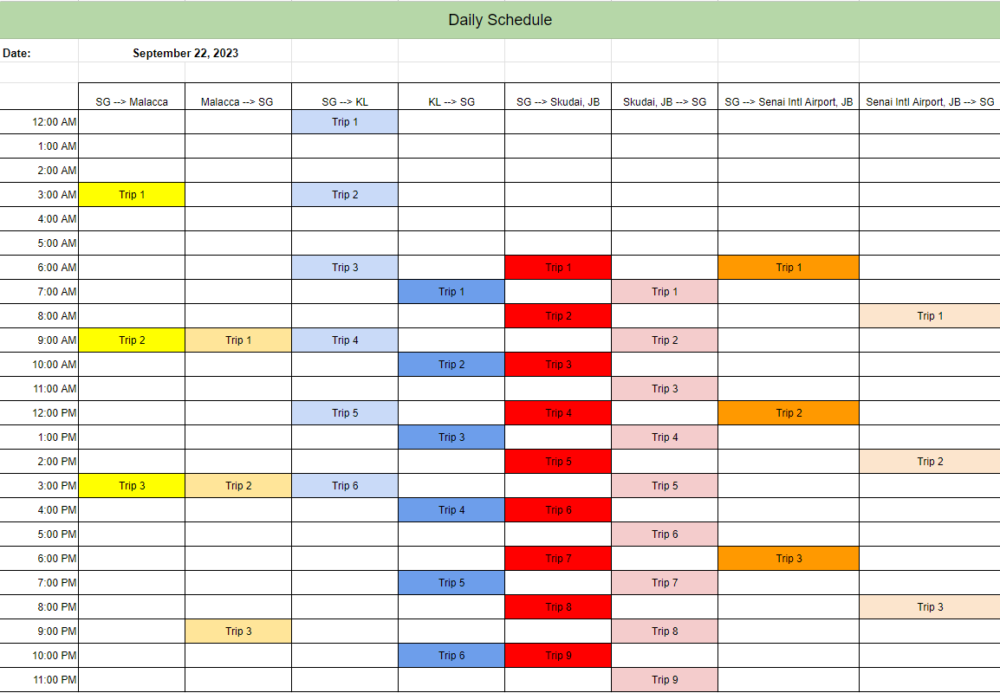 Daily Schedule
Date: September 22, 2023
SG --> Malacca Malacca --> SG SG --> KL KL --> SG SG --> Skudai, JB Skudai, JB --> SG SG --> Senai Intl Airport, JB Senai Intl Airport, JB --> SG
12:00 AM Trip 1
1:00 AM
2:00 AM
3:00 AM Trip 1 Trip 2
4:00 AM
5:00 AM
6:00 AM Trip 3 Trip 1 Trip 1
7:00 AM Trip 1 Trip 1
8:00 AM Trip 2 Trip 1
9:00 AM Trip 2 Trip 1 Trip 4 Trip 2
10:00 AM Trip 2 Trip 3
11:00 AM Trip 3
12:00 PM Trip 5 Trip 4 Trip 2
1:00 PM Trip 3 Trip 4
2:00 PM Trip 5 Trip 2
3:00 PM Trip 3 Trip 2 Trip 6 Trip 5
4:00 PM Trip 4 Trip 6
5:00 PM Trip 6
6:00 PM Trip 7 Trip 3
7:00 PM Trip 5 Trip 7
8:00 PM Trip 8 Trip 3
9:00 PM Trip 3 Trip 8
10:00 PM Trip 6 Trip 9
11:00 PM Trip 9